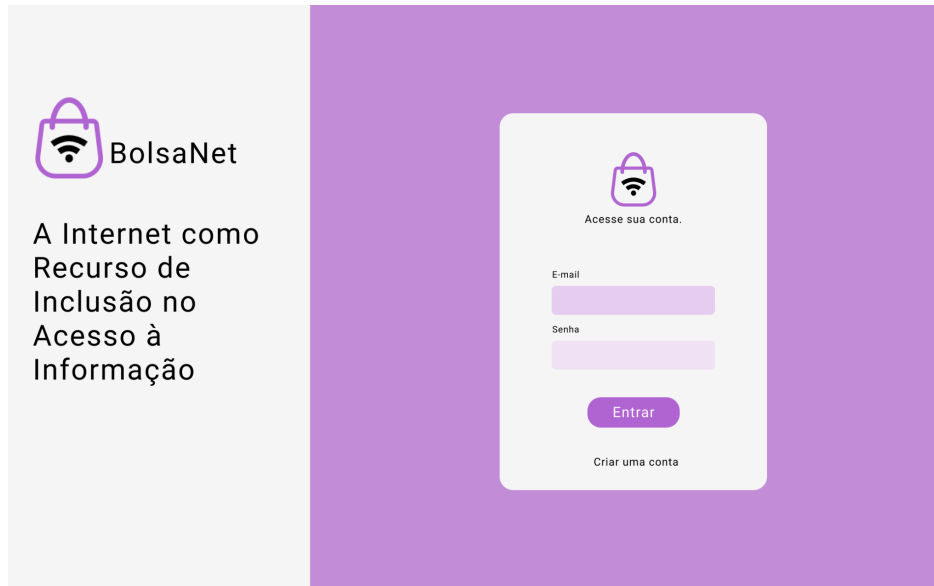 BolsaNet
A Internet como
Recurso de
Inclusão no
Acesso à
Informação
Acesse sua conta.
E-mail
Senha
Entrar
Criar uma conta